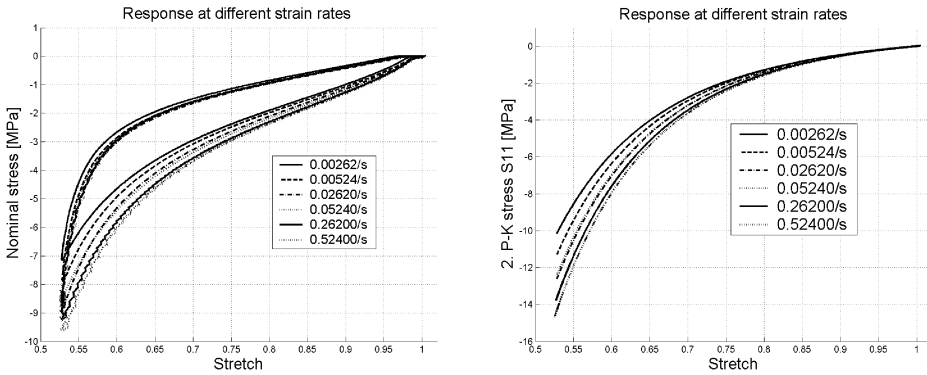 Response at different strain rates
Nominal stress [MPa]
1
0
-1
-2
-3
-4
-5
-6
-7
-8
-9
-10
0.00262/s
0.00524/s
0.02620/s
0.05240/s
0.26200/s
0.52400/s
0.5 0.55 0.6 0.65 0.7 0.75 0.8 0.85 0.9 0.95 1
Stretch
Response at different strain rates
2. P-K stress S11 [MPa]
0
-2
-4
-6
-8
-10
-12
-14
-16
0.00262/s
0.00524/s
0.02620/s
0.05240/s
0.26200/s
0.52400/s
0.5 0.55 0.6 0.65 0.7 0.75 0.8 0.85 0.9 0.95 1
Stretch